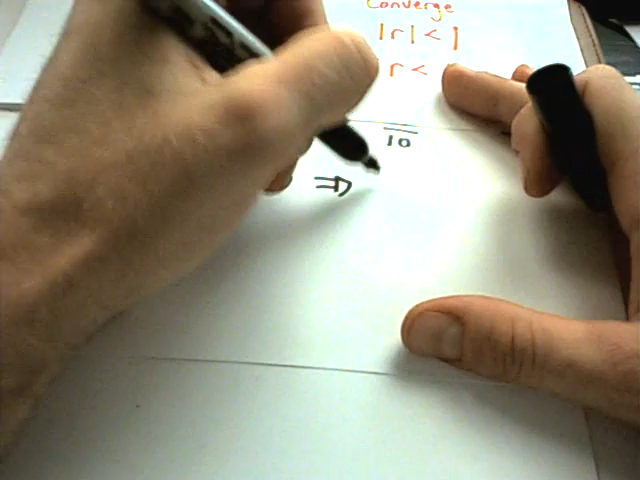 Converge
|r| < 1
r <
10
⇒